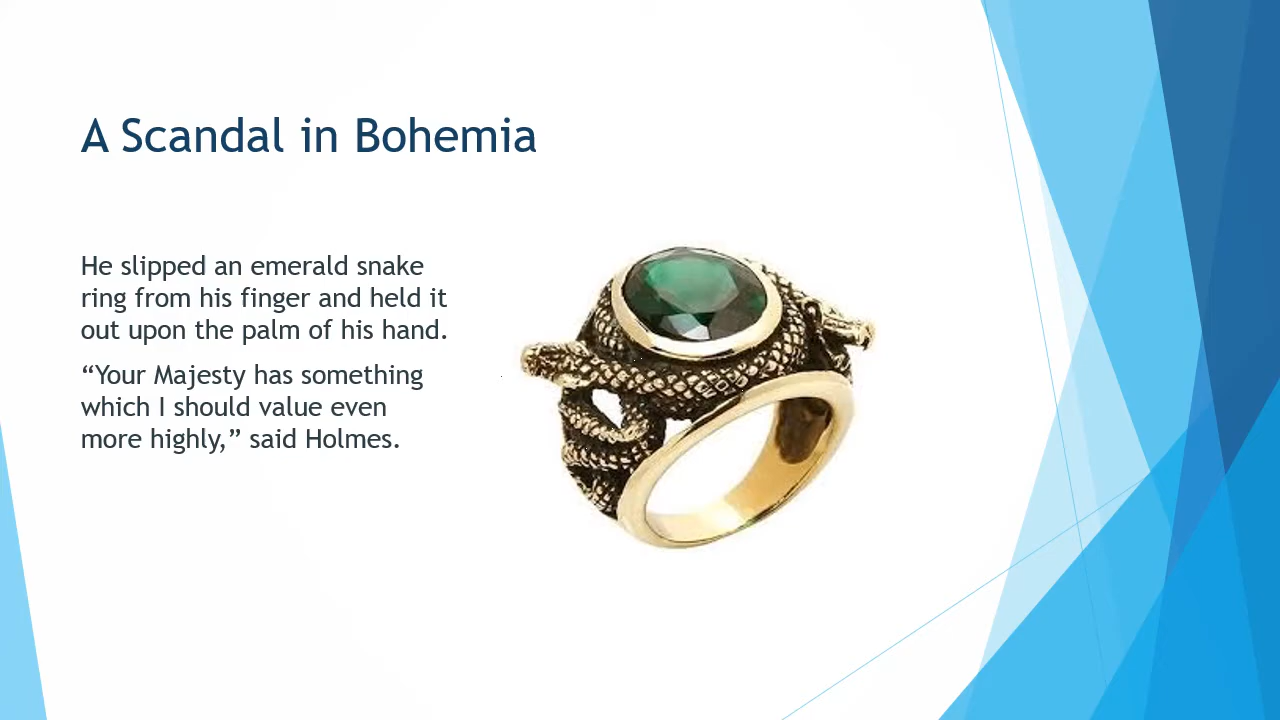 A Scandal in Bohemia
He slipped an emerald snake
ring from his finger and held it
out upon the palm of his hand.
“Your Majesty has something
which I should value even
more highly,” said Holmes.